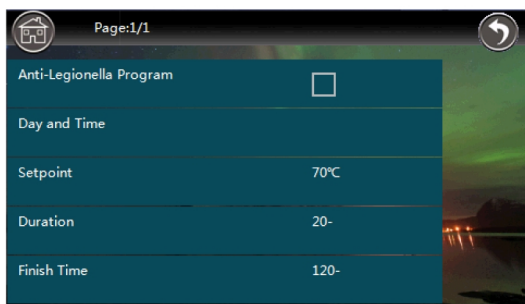 Page:1/1
Anti-Legionella Program
Day and Time
Setpoint 70℃
Duration 20-
Finish Time 120-